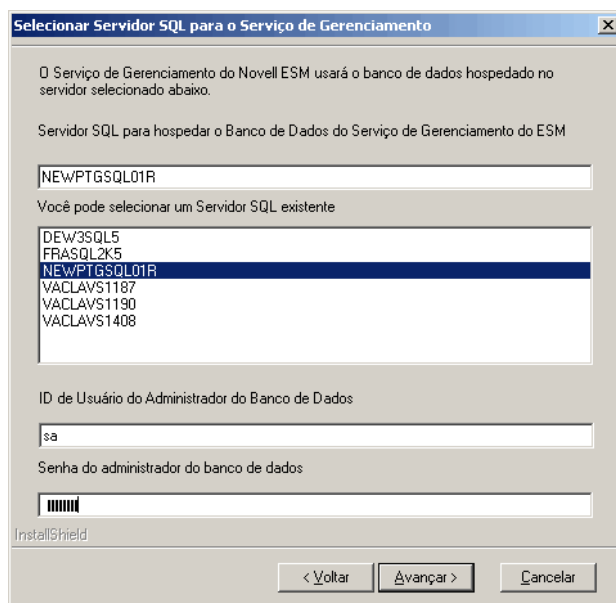 Selecionar Servidor SQL para o Serviço de Gerenciamento
O Serviço de Gerenciamento do Novell ESM usará o banco de dados hospedado no
servidor selecionado abaixo.
Servidor SQL para hospedar o Banco de Dados do Serviço de Gerenciamento do ESM
NEWPTGSQL01R
Você pode selecionar um Servidor SQL existente
DEW3SQL5
FRASQL2K5
NEWPTGSQL01R
VACLAVS1187
VACLAVS1190
VACLAVS1408
ID de Usuário do Administrador do Banco de Dados
sa
Senha do administrador do banco de dados
InstallShield
< Voltar
Avançar >
Cancelar